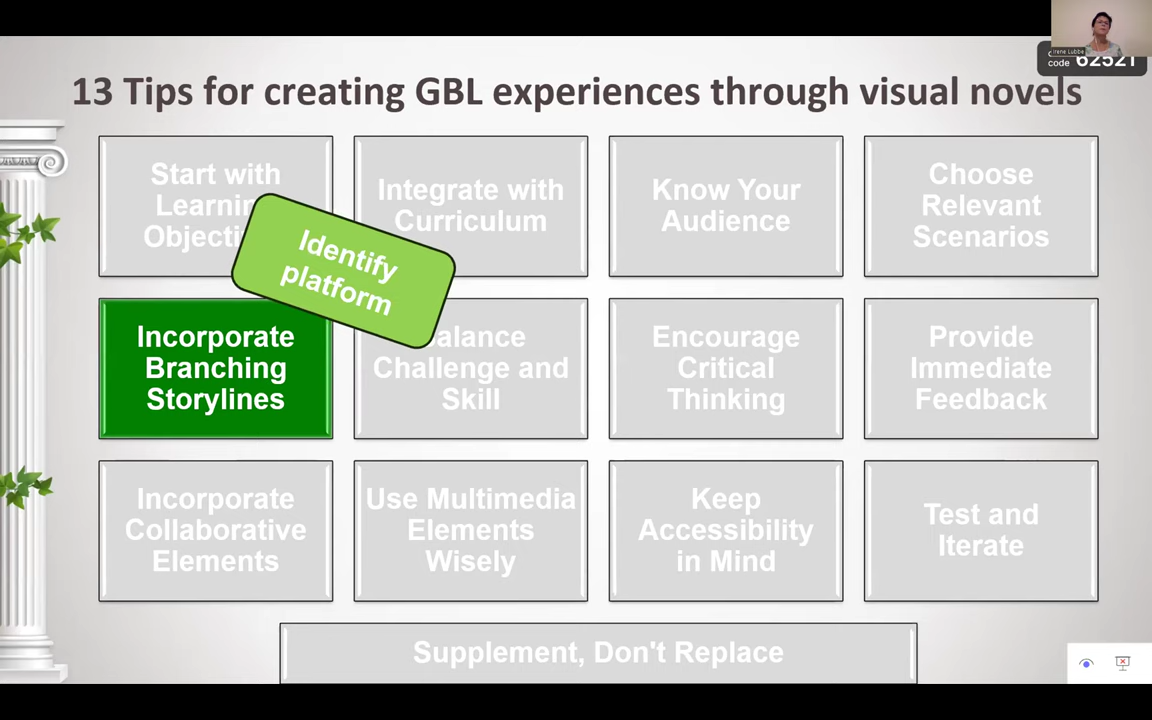 Irene Lubbe
code 62521
13 Tips for creating GBL experiences through visual novels
Start with
Learnin
Objecti
Integrate with
Curriculum
Know Your
Audience
Choose
Relevant
Scenarios
Identify
platform
Incorporate
Branching
Storylines
alance
Challenge and
Skill
Encourage
Critical
Thinking
Provide
Immediate
Feedback
Incorporate
Collaborative
Elements
Use Multimedia
Elements
Wisely
Keep
Accessibility
in Mind
Test and
Iterate
Supplement, Don't Replace